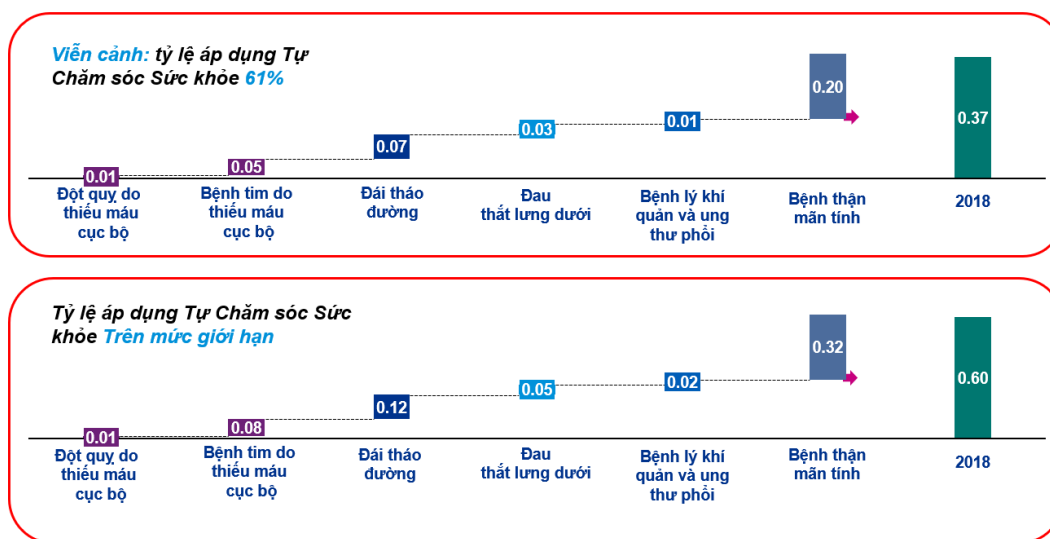 Viễn cảnh: tỷ lệ áp dụng Tự
Chăm sóc Sức khỏe 61%
0.01
0.05
0.07
0.03
0.01
0.20
0.37
Đột quỵ do
thiếu máu
cục bộ
Bệnh tim do
thiếu máu
cục bộ
Đái tháo
đường
Đau
thắt lưng dưới
Bệnh lý khí
quản và ung
thư phổi
Bệnh thận
mãn tính
2018
Tỷ lệ áp dụng Tự Chăm sóc Sức
khỏe Trên mức giới hạn
0.01
0.08
0.12
0.05
0.02
0.32
0.60
Đột quỵ do
thiếu máu
cục bộ
Bệnh tim do
thiếu máu
cục bộ
Đái tháo
đường
Đau
thắt lưng dưới
Bệnh lý khí
quản và ung
thư phổi
Bệnh thận
mãn tính
2018